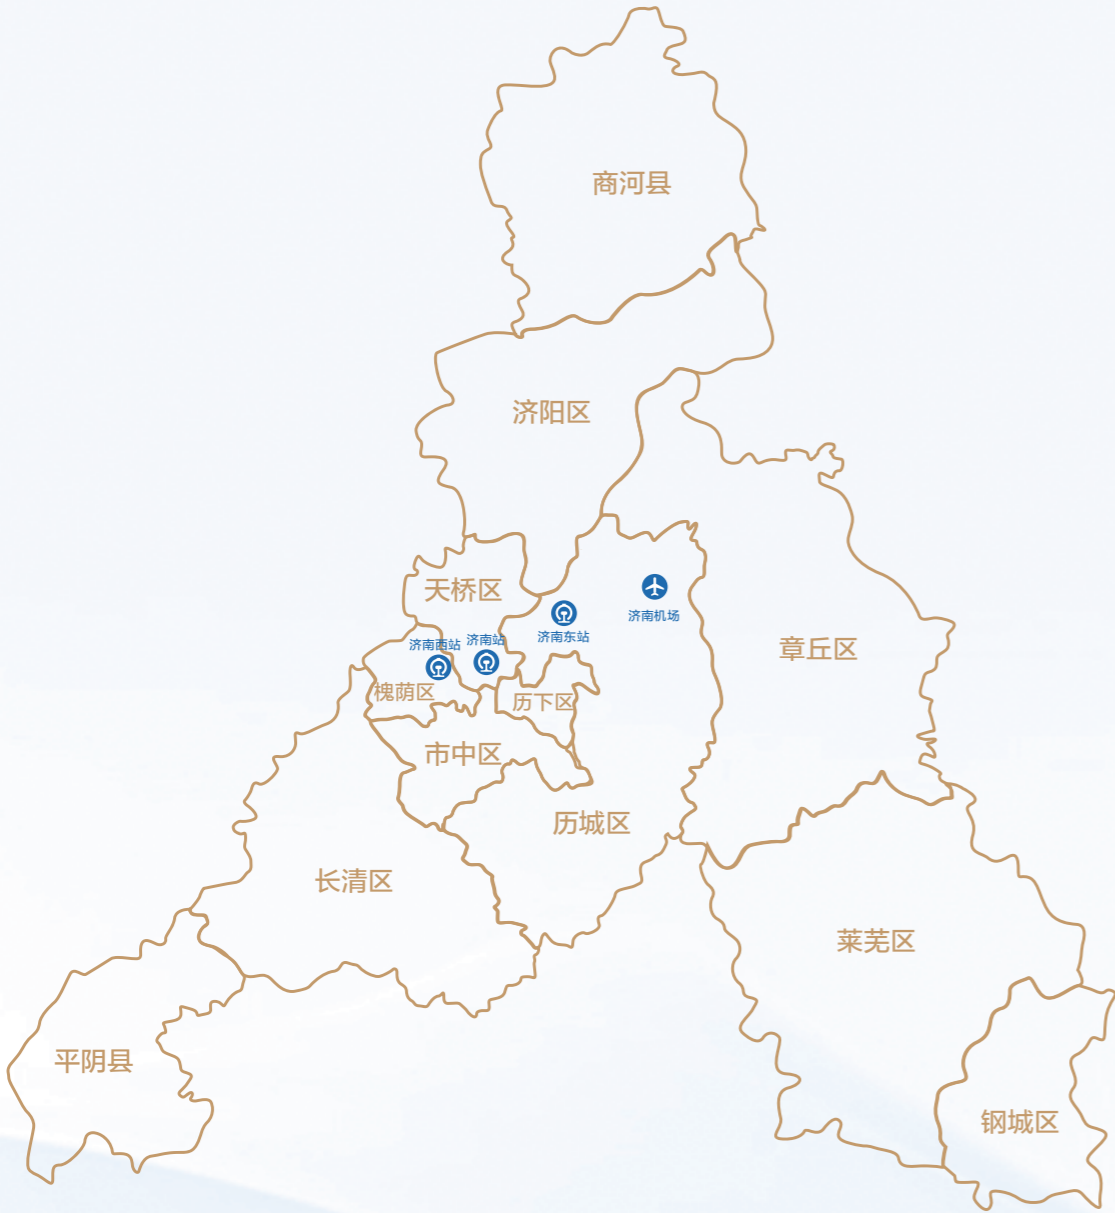 商河县
济阳区
天桥区
济南机场
济南东站
济南站
济南西站
章丘区
槐荫区
历下区
市中区
历城区
长清区
莱芜区
平阴县
钢城区